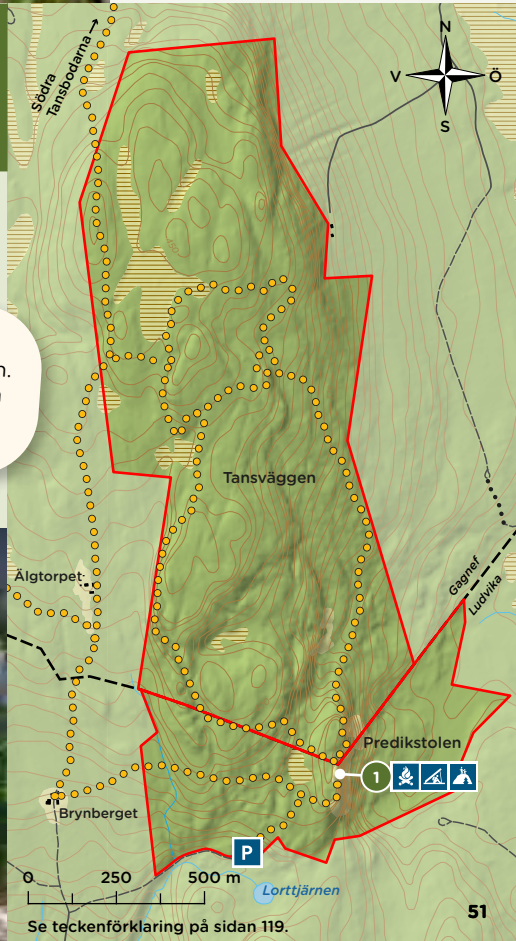 Södra
Tansbodarna
N
V
Ö
S
n.
Tansväggen
Älgtorpet
Gagnef
Ludvika
Predikstolen
1
Brynberget
P
0 250 500 m
Lorttjärnen
51
Se teckenförklaring på sidan 119.